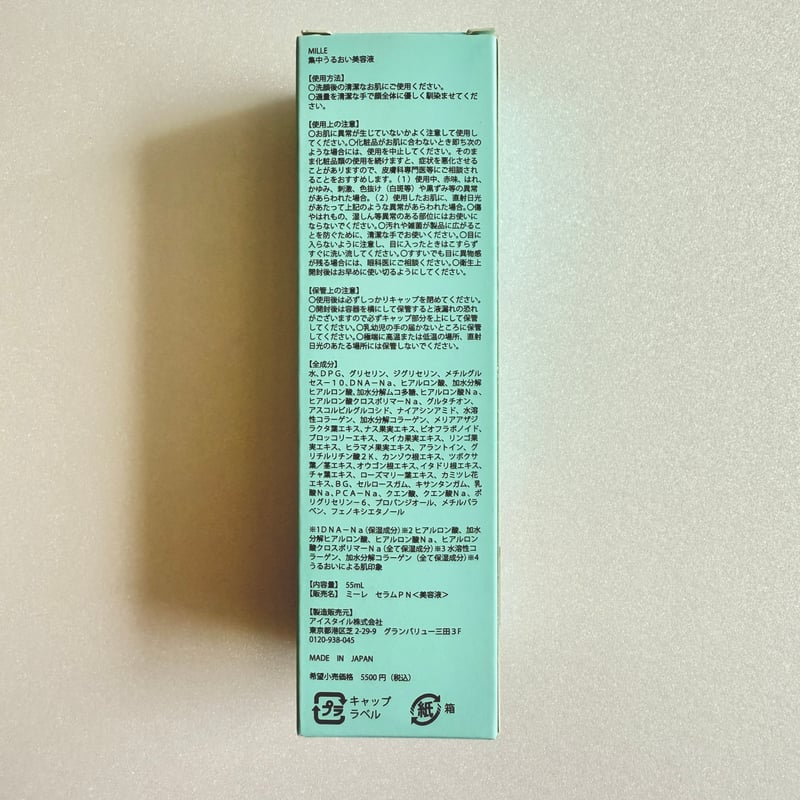 MILLE
集中うるおい美容液
【使用方法】
〇洗顔後の清潔なお肌にご使用ください。
〇適量を清潔な手で顔全体に優しく馴染ませてくだ
さい。
【使用上の注意】
〇お肌に異常が生じていないかよく注意して使用し
てください。〇化粧品がお肌に合わないとき即ち次の
ような場合には、使用を中止してください。そのま
ま化粧品類の使用を続けますと、症状を悪化させる
ことがありますので、皮膚科専門医等にご相談され
ることをおすすめします。（１）使用中、赤味、はれ、
かゆみ、刺激、色抜け（白斑等）や黒ずみ等の異常
があらわれた場合。（２）使用したお肌に、直射日光
があたって上記のような異常があらわれた場合。〇傷
やはれもの、湿しん等異常のある部位にはお使いに
ならないでください。〇汚れや雑菌が製品に広がるこ
とを防ぐために、清潔な手でお使いください。〇目に
入らないように注意し、目に入ったときはこすらず
すぐに洗い流してください。〇すすいでも目に異物感
が残る場合には、眼科医にご相談ください。〇衛生上
開封後はお早めに使い切るようにしてください。
【保管上の注意】
〇使用後は必ずしっかりキャップを閉めてください。
〇開封後は容器を横にして保管すると液漏れの恐れ
がございますので必ずキャップ部分を上にして保管
してください。〇乳幼児の手の届かないところに保管
してください。〇極端に高温または低温の場所、直射
日光のあたる場所には保管しないでください。
【全成分】
水、ＤＰＧ、グリセリン、ジグリセリン、メチルグル
セス－１０、ＤＮＡ－Ｎａ、ヒアルロン酸、加水分解
ヒアルロン酸、加水分解ムコ多糖、ヒアルロン酸Ｎａ、
ヒアルロン酸クロスポリマーＮａ、グルタチオン、
アスコルビルグルコシド、ナイアシンアミド、水溶
性コラーゲン、加水分解コラーゲン、メリアアザジ
ラクタ葉エキス、ナス果実エキス、ビオフラボノイド、
ブロッコリーエキス、スイカ果実エキス、リンゴ果
実エキス、ヒラマメ果実エキス、アラントイン、グ
リチルリチン酸２Ｋ、カンゾウ根エキス、ツボクサ
葉／茎エキス、オウゴン根エキス、イタドリ根エキス、
チャ葉エキス、ローズマリー葉エキス、カミツレ花
エキス、ＢＧ、セルロースガム、キサンタンガム、乳
酸Ｎａ、ＰＣＡ－Ｎａ、クエン酸、クエン酸Ｎａ、ポ
リグリセリン－６、プロパンジオール、メチルパラ
ベン、フェノキシエタノール
※１ＤＮＡ－Ｎａ（保湿成分）※２ヒアルロン酸、加水
分解ヒアルロン酸、ヒアルロン酸Ｎａ、ヒアルロン
酸クロスポリマーＮａ（全て保湿成分）※３水溶性コ
ラーゲン、加水分解コラーゲン（全て保湿成分）※４
うるおいによる肌印象
【内容量】 55mL
【販売名】 ミーレ セラムＰＮ＜美容液＞
【製造販売元】
アイスタイル株式会社
東京都港区芝 2-29-9 グランバリュー三田３Ｆ
0120-938-045
MADE IN JAPAN
希望小売価格 5500円（税込）
プラ キャップ
ラベル
紙 箱